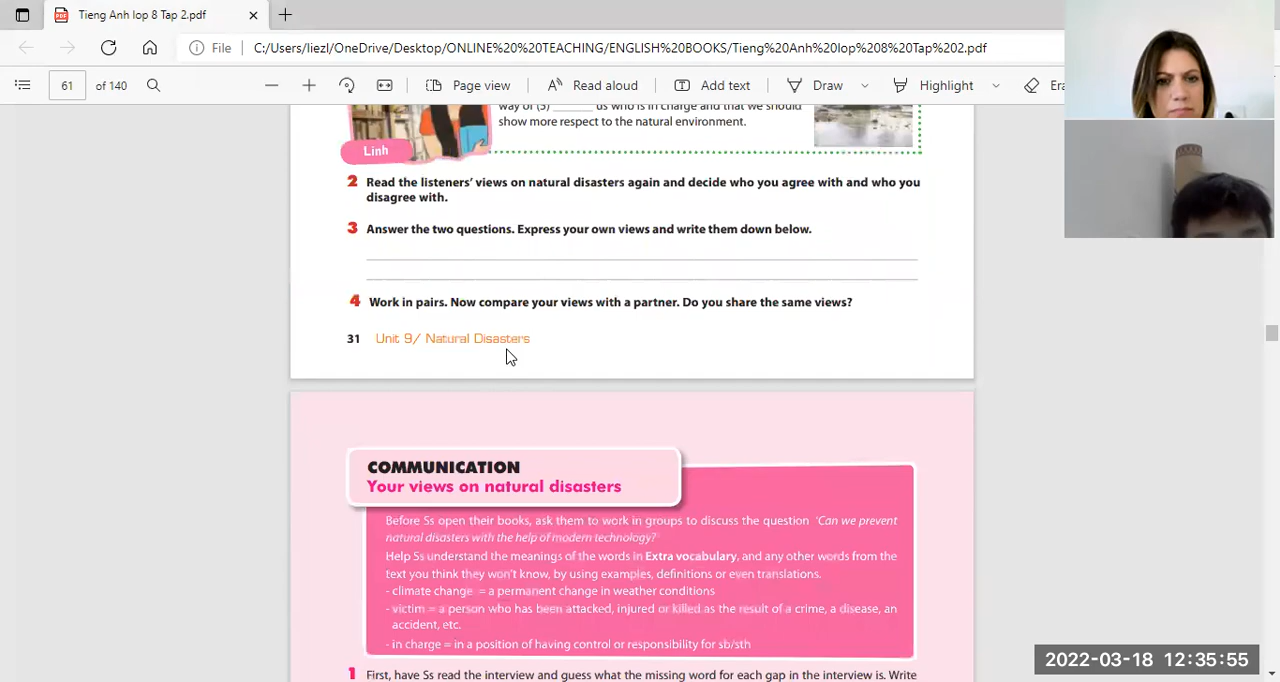 Tieng Anh lop 8 Tap 2.pdf
File
C:/Users/liezl/OneDrive/Desktop/ONLINE%20%20TEACHING/ENGLISH%20BOOKS/Tieng%20Anh%20lop%208%20Tap%202.pdf
61 of 140
Page view
Read aloud
Add text
Draw
Highlight
Era
way of (5) ______ us who is in charge and that we should
show more respect to the natural environment.
Linh
2 Read the listeners' views on natural disasters again and decide who you agree with and who you
disagree with.
3 Answer the two questions. Express your own views and write them down below.
4 Work in pairs. Now compare your views with a partner. Do you share the same views?
31 Unit 9/ Natural Disasters
COMMUNICATION
Your views on natural disasters
Before Ss open their books, ask them to work in groups to discuss the question 'Can we prevent
natural disasters with the help of modern technology?'
Help Ss understand the meanings of the words in Extra vocabulary, and any other words from the
text you think they won't know, by using examples, definitions or even translations.
- climate change = a permanent change in weather conditions
- victim = a person who has been attacked, injured or killed as the result of a crime, a disease, an
accident, etc.
- in charge = in a position of having control or responsibility for sb/sth
1 First, have Ss read the interview and guess what the missing word for each gap in the interview is. Write
2022-03-18 12:35:55